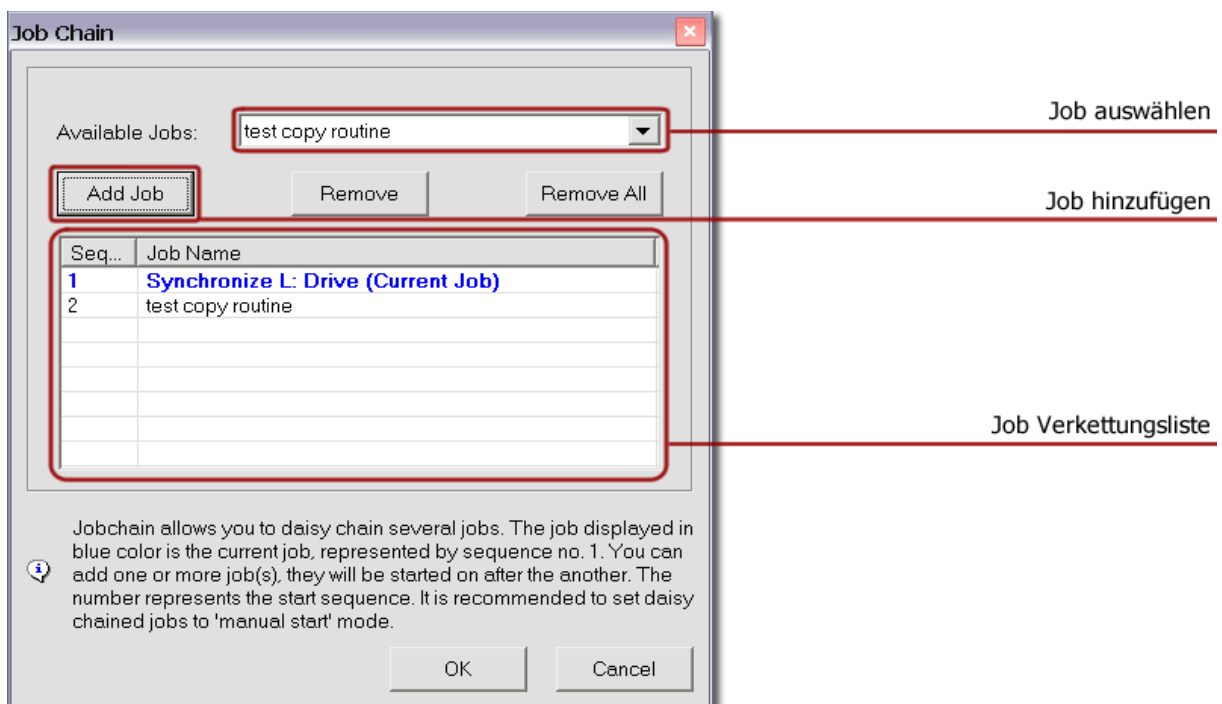 Job Chain
Available Jobs:
test copy routine
Job auswählen
Add Job
Remove
Remove All
Job hinzufügen
Seq... Job Name
1 Synchronize L: Drive (Current Job)
2 test copy routine
Job Verkettungsliste
Jobchain allows you to daisy chain several jobs. The job displayed in
blue color is the current job, represented by sequence no. 1. You can
add one or more job(s), they will be started on after the another. The
number represents the start sequence. It is recommended to set daisy
chained jobs to 'manual start' mode.
OK
Cancel